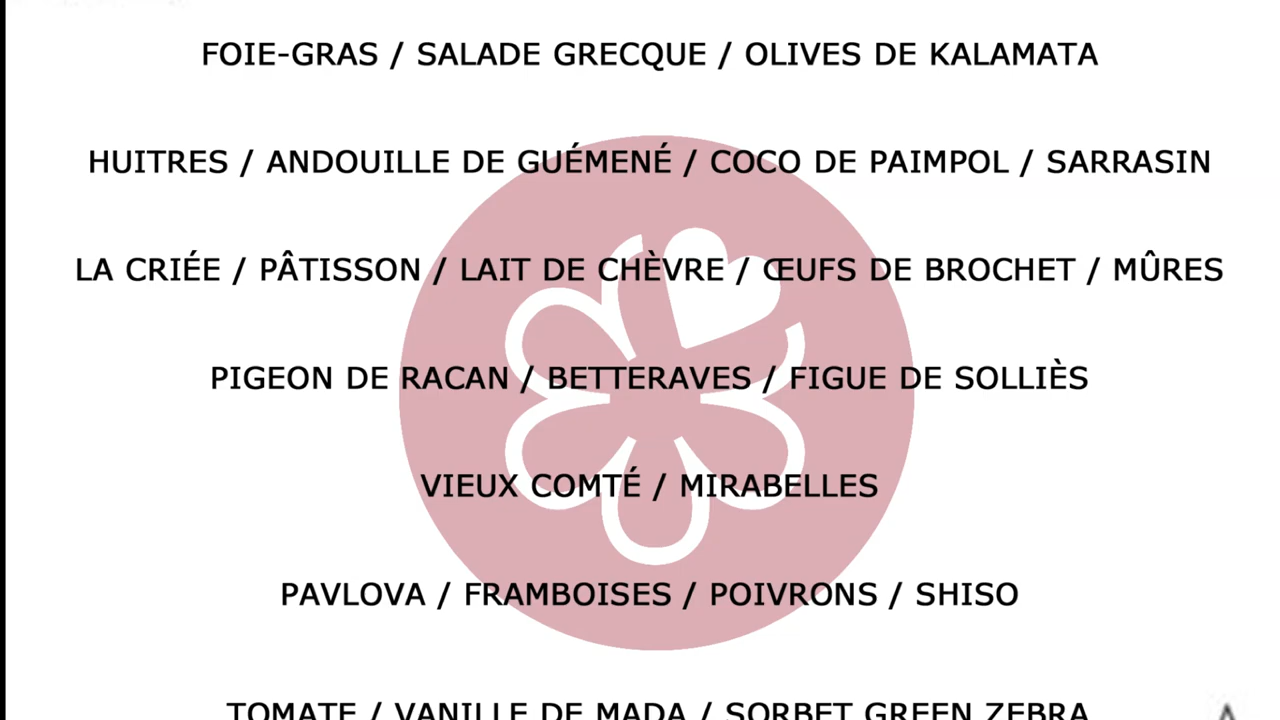 FOIE-GRAS / SALADE GRECQUE / OLIVES DE KALAMATA
HUITRES / ANDOUILLE DE GUÉMENÉ / COCO DE PAIMPOL / SARRASIN
LA CRIÉE / PÂTISSON / LAIT DE CHÈVRE / ŒUFS DE BROCHET / MÛRES
PIGEON DE RACAN / BETTERAVES / FIGUE DE SOLLIÈS
VIEUX COMTÉ / MIRABELLES
PAVLOVA / FRAMBOISES / POIVRONS / SHISO
TOMATE / VANILLE DE MADA / SORBET GREEN ZEBRA